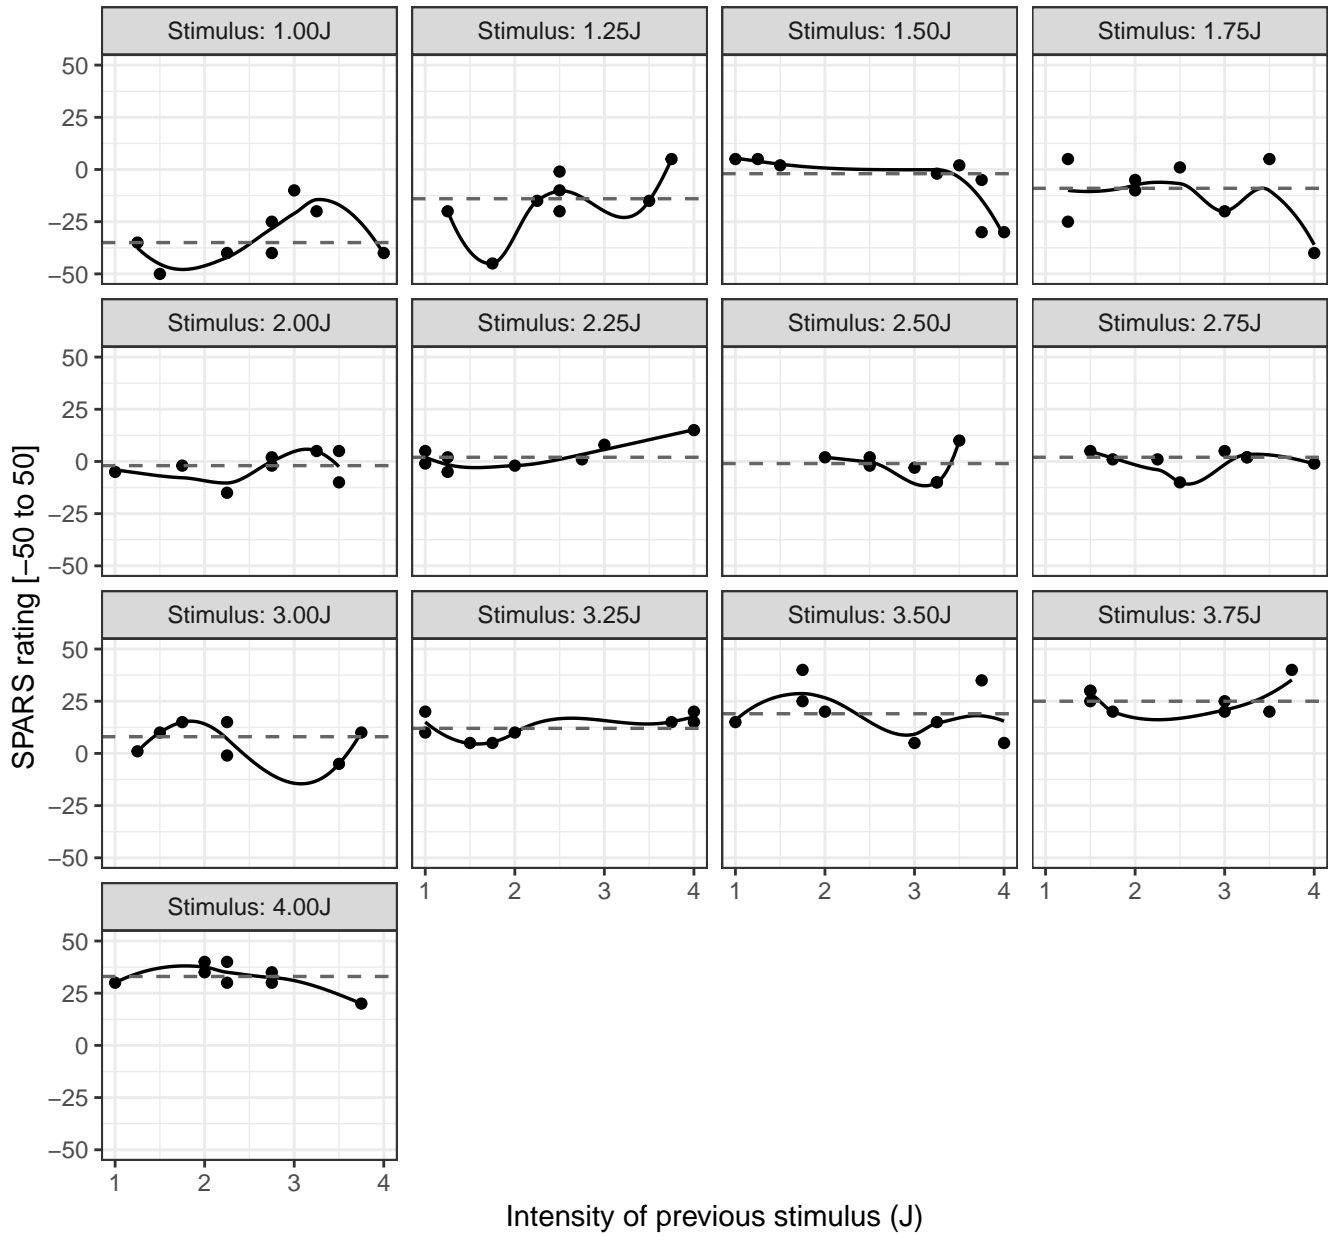 Stimulus: 1.00J
Stimulus: 1.25J
Stimulus: 1.50J
Stimulus: 1.75J
50
25
0
−25
−50
Stimulus: 2.00J
Stimulus: 2.25J
Stimulus: 2.50J
Stimulus: 2.75J
50
25
0
−25
−50
SPARS rating [−50 to 50]
Stimulus: 3.00J
Stimulus: 3.25J
Stimulus: 3.50J
Stimulus: 3.75J
50
25
0
−25
−50
1 2 3 4
1 2 3 4
1 2 3 4
Stimulus: 4.00J
50
25
0
−25
−50
1 2 3 4
Intensity of previous stimulus (J)